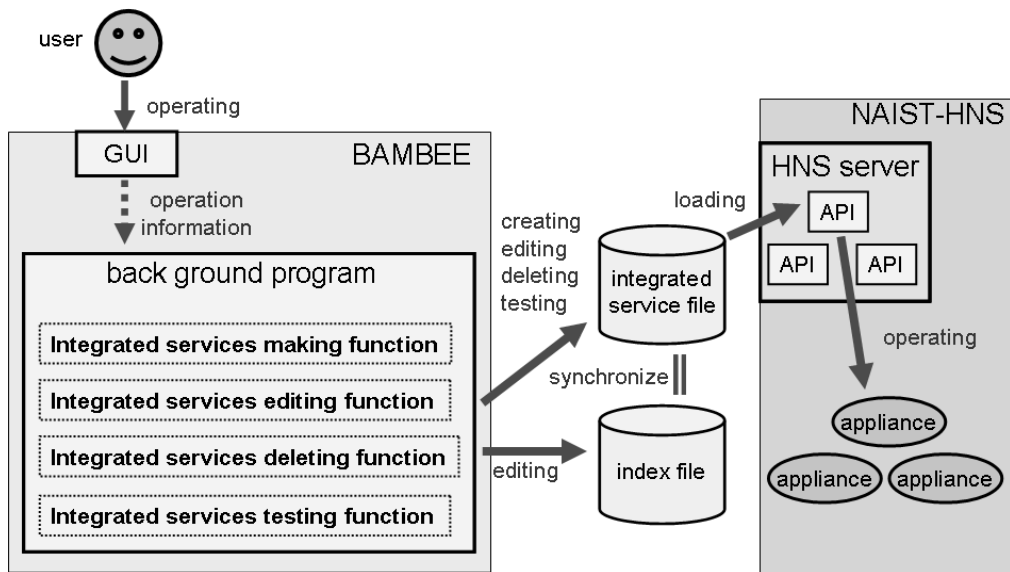 user
operating
GUI
BAMBEE
operation
information
back ground program
Integrated services making function
Integrated services editing function
Integrated services deleting function
Integrated services testing function
creating
editing
deleting
testing
editing
integrated
service file
synchronize
index file
loading
NAIST-HNS
HNS server
API
API
API
operating
appliance
appliance
appliance